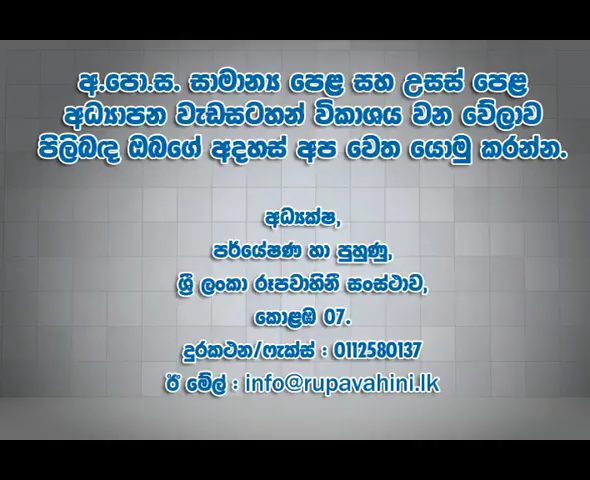 අ.පො.ස. සාමාන්‍ය පෙළ සහ උසස් පෙළ
අධ්‍යාපන වැඩසටහන් විකාශය වන වේලාව
පිලිබඳ ඔබගේ අදහස් අප වෙත යොමු කරන්න.
අධ්‍යක්ෂ,
පර්යේෂණ හා පුහුණු,
ශ්‍රී ලංකා රූපවාහිනී සංස්ථාව,
කොළඹ 07.
දුරකථන/ෆැක්ස් : 0112580137
ඊ මේල් : info@rupavahini.lk